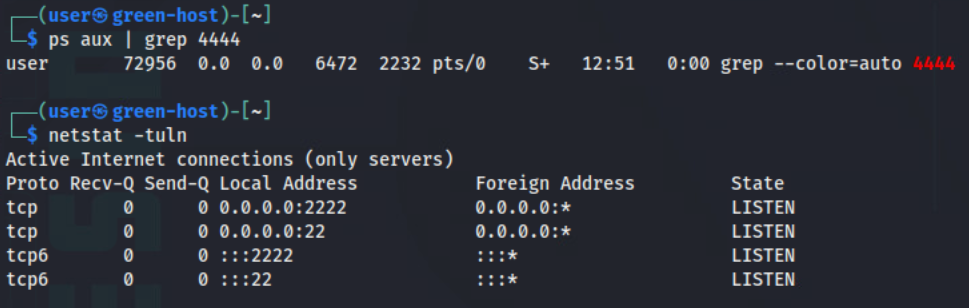 ┌──(user㉿green-host)-[~]
└─$ ps aux | grep 4444
user       72956  0.0  0.0   6472  2232 pts/0    S+   12:51   0:00 grep --color=auto 4444
┌──(user㉿green-host)-[~]
└─$ netstat -tuln
Active Internet connections (only servers)
Proto Recv-Q Send-Q Local Address           Foreign Address         State
tcp        0      0 0.0.0.0:2222            0.0.0.0:*               LISTEN
tcp        0      0 0.0.0.0:22              0.0.0.0:*               LISTEN
tcp6       0      0 :::2222                 :::*                    LISTEN
tcp6       0      0 :::22                   :::*                    LISTEN